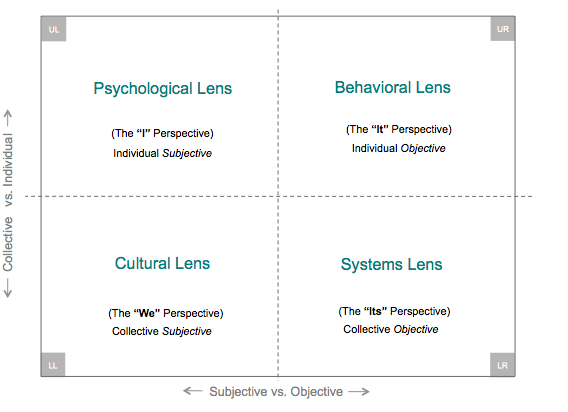 UL
UR
Psychological Lens
(The “I” Perspective)
Individual Subjective
Behavioral Lens
(The “It” Perspective)
Individual Objective
Collective vs. Individual
Cultural Lens
(The “We” Perspective)
Collective Subjective
Systems Lens
(The “Its” Perspective)
Collective Objective
LL
LR
Subjective vs. Objective